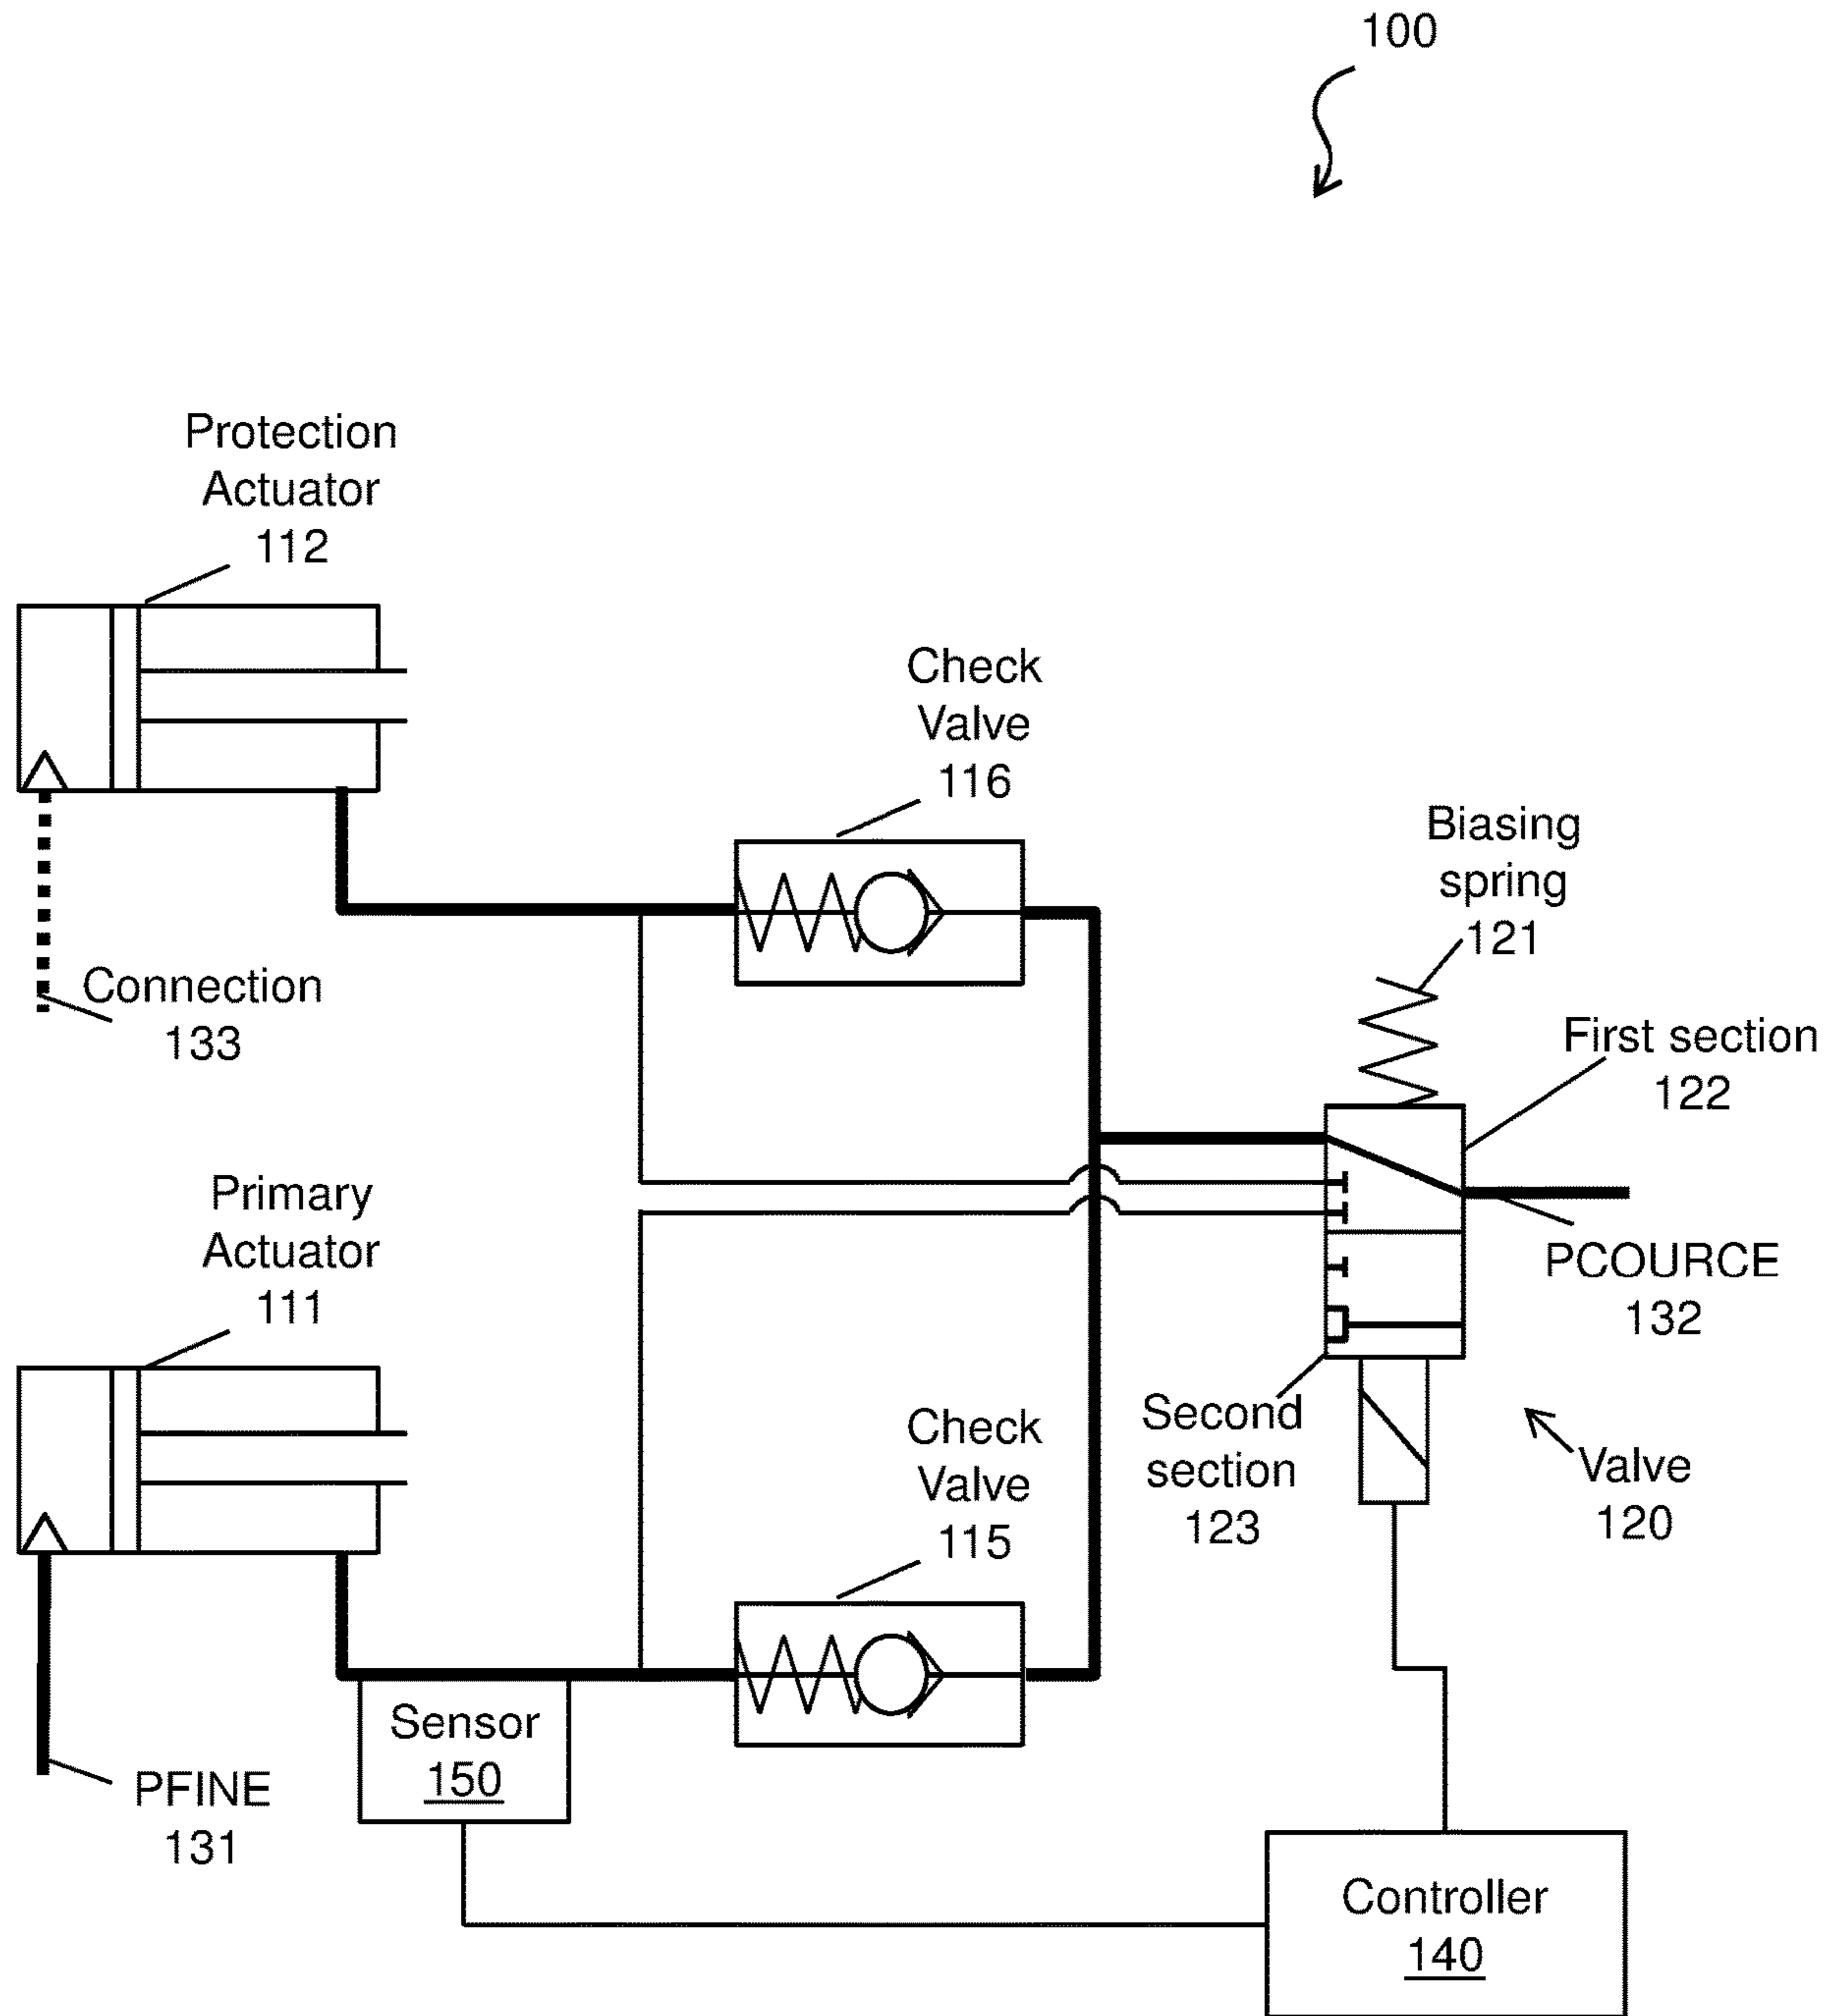 100
Protection
Actuator
112
Check
Valve
116
Biasing
spring
121
Connection
133
First section
122
Primary
Actuator
111
PCOURCE
132
Second
section
123
Check
Valve
115
Valve
120
Sensor
150
PFINE
131
Controller
140